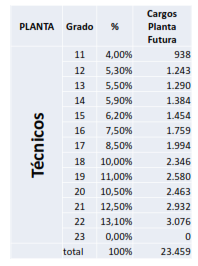 PLANTA Grado % Cargos Planta Futura
Técnicos
11 4,00% 938
12 5,30% 1.243
13 5,50% 1.290
14 5,90% 1.384
15 6,20% 1.454
16 7,50% 1.759
17 8,50% 1.994
18 10,00% 2.346
19 11,00% 2.580
20 10,50% 2.463
21 12,50% 2.932
22 13,10% 3.076
23 0,00% 0
total 100% 23.459